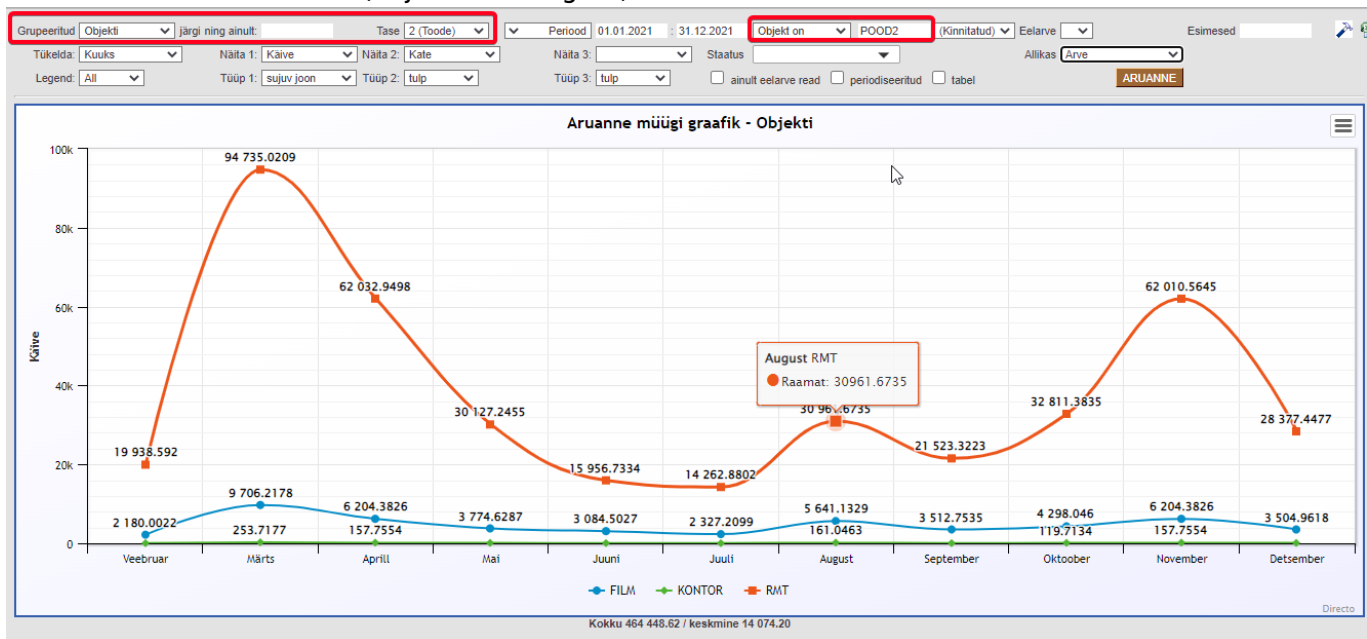 Grupeeritud Objekti järgi ning ainult: Tase 2 (Toode) Periood 01.01.2021 : 31.12.2021 Objekt on POOD2 (Kinnitatud) Eelarve Esimesed
Tükelda: Kuuks Näita 1: Käive Näita 2: Kate Näita 3: Staatus Allikas Arve
Legend: All Tüüp 1: sujuv joon Tüüp 2: tulp Tüüp 3: tulp ainult eelarve read periodiseeritud tabel ARUANNE
Aruanne müügi graafik - Objekti
100k
94 735.0209
80k
62 032.9498
62 010.5645
60k
Käive
August RMT
Raamat: 30961.6735
40k
30 127.2455
30 961.6735
32 811.3835
28 377.4477
19 938.592
21 523.3223
20k
15 956.7334
14 262.8802
9 706.2178
2 180.0022
6 204.3826
3 774.6287
3 084.5027
2 327.2099
5 641.1329
3 512.7535
4 298.046
6 204.3826
3 504.9618
253.7177
157.7554
161.0463
119.7134
157.7554
0
Veebruar Märts Aprill Mai Juuni Juuli August September Oktoober November Detsember
FILM KONTOR RMT
Directo
Kokku 464 448.62 / keskmine 14 074.20